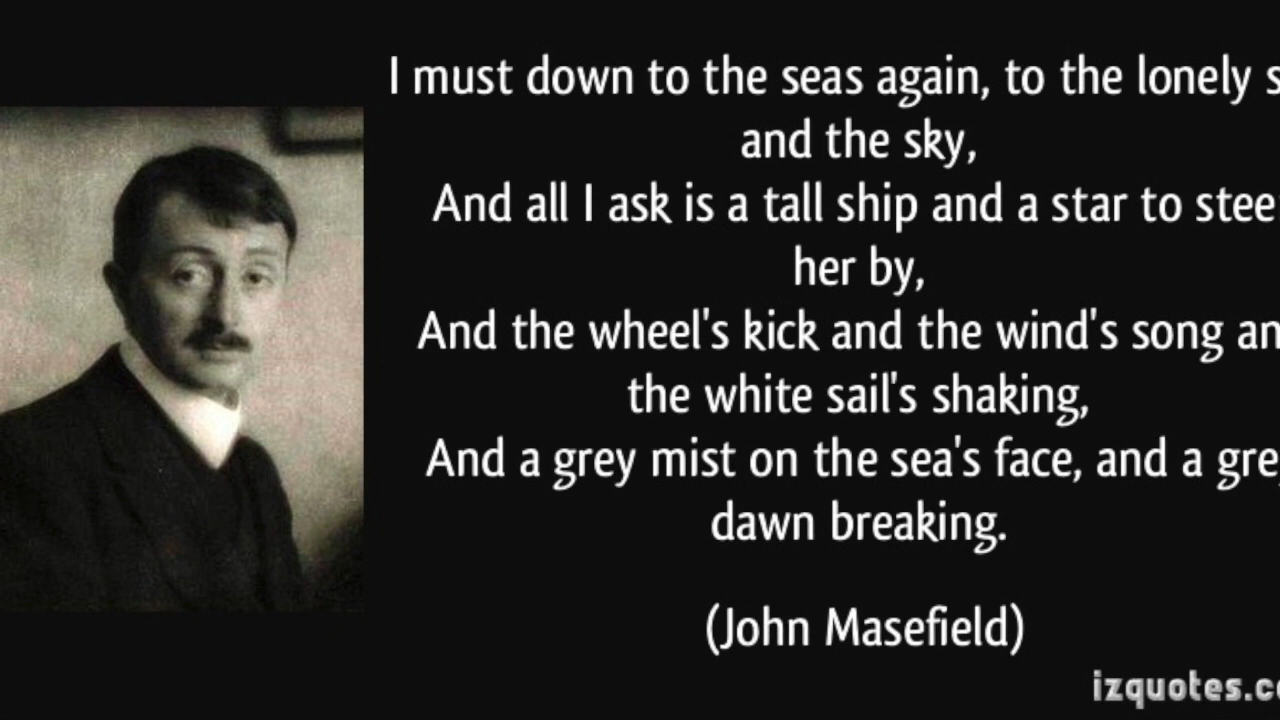 I must down to the seas again, to the lonely
and the sky,
And all I ask is a tall ship and a star to
her by,
And the wheel's kick and the wind's song
the white sail's shaking,
And a grey mist on the sea's face, and a
dawn breaking.
(John Masefield)